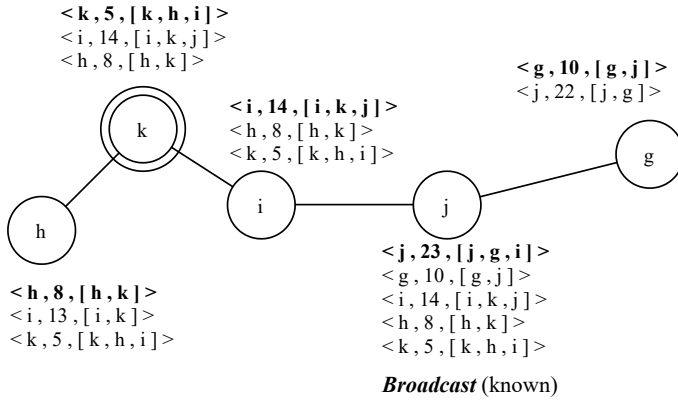 < k , 5 , [ k , h , i ] >
< i , 14 , [ i , k , j ] >
< h , 8 , [ h , k ] >
k
< i , 14 , [ i , k , j ] >
< h , 8 , [ h , k ] >
< k , 5 , [ k , h , i ] >
< g , 10 , [ g , j ] >
< j , 22 , [ j , g ] >
g
h
i
j
< h , 8 , [ h , k ] >
< i , 13 , [ i , k ] >
< k , 5 , [ k , h , i ] >
< j , 23 , [ j , g , i ] >
< g , 10 , [ g , j ] >
< i , 14 , [ i , k , j ] >
< h , 8 , [ h , k ] >
< k , 5 , [ k , h , i ] >
Broadcast (known)